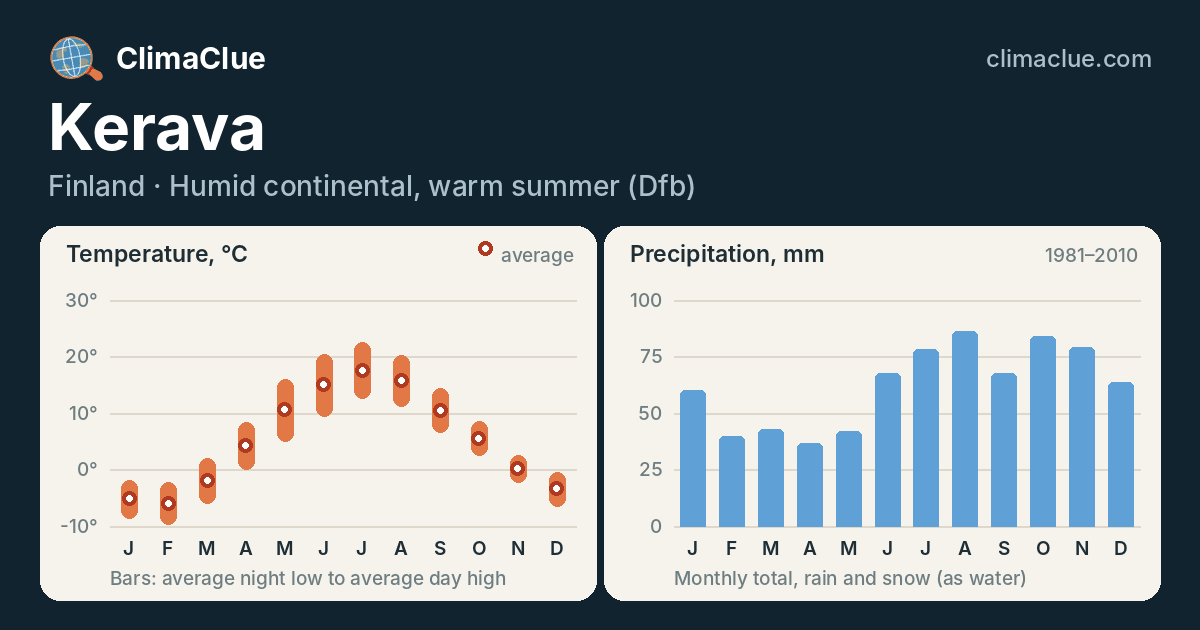 ClimaClue
climaclue.com
Kerava
Finland · Humid continental, warm summer (Dfb)
Temperature, °C
average
30°
20°
10°
0°
-10°
J F M A M J J A S O N D
Bars: average night low to average day high
Precipitation, mm
1981–2010
100
75
50
25
0
J F M A M J J A S O N D
Monthly total, rain and snow (as water)